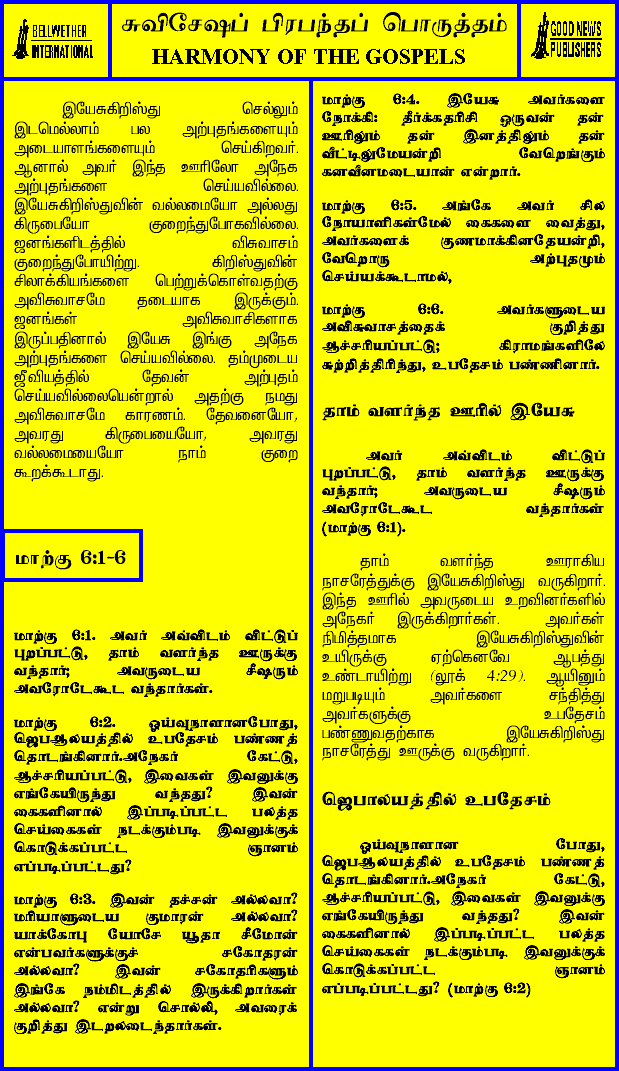 BELLWETHER
INTERNATIONAL
சுவிசேஷப் பிரபந்தப் பொருத்தம்
HARMONY OF THE GOSPELS
GOOD NEWS
PUBLISHERS
இயேசுகிறிஸ்து செல்லும்
இடமெல்லாம் பல அற்புதங்களையும்
அடையாளங்களையும் செய்கிறவர்.
ஆனால் அவர் இந்த ஊரிலோ அநேக
அற்புதங்களை செய்யவில்லை.
இயேசுகிறிஸ்துவின் வல்லமையோ அல்லது
கிருபையோ குறைந்துபோகவில்லை.
ஜனங்களிடத்தில் விசுவாசம்
குறைந்துபோயிற்று. கிறிஸ்துவின்
சிலாக்கியங்களை பெற்றுக்கொள்வதற்கு
அவிசுவாசமே தடையாக இருக்கும்.
ஜனங்கள் அவிசுவாசிகளாக
இருப்பதினால் இயேசு இங்கு அநேக
அற்புதங்களை செய்யவில்லை. தம்முடைய
ஜீவியத்தில் தேவன் அற்புதம்
செய்யவில்லையென்றால் அதற்கு நமது
அவிசுவாசமே காரணம். தேவனையோ,
அவரது கிருபையையோ, அவரது
வல்லமையையோ நாம் குறை
கூறக்கூடாது.
மாற்கு 6:1-6
மாற்கு 6:1. அவர் அவ்விடம் விட்டுப்
புறப்பட்டு, தாம் வளர்ந்த ஊருக்கு
வந்தார்; அவருடைய சீஷரும்
அவரோடேகூட வந்தார்கள்.
மாற்கு 6:2. ஓய்வுநாளானபோது,
ஜெபஆலயத்தில் உபதேசம் பண்ணத்
தொடங்கினார்.அநேகர் கேட்டு,
ஆச்சரியப்பட்டு, இவைகள் இவனுக்கு
எங்கேயிருந்து வந்தது? இவன்
கைகளினால் இப்படிப்பட்ட பலத்த
செய்கைகள் நடக்கும்படி இவனுக்குக்
கொடுக்கப்பட்ட ஞானம்
எப்படிப்பட்டது?
மாற்கு 6:3. இவன் தச்சன் அல்லவா?
மரியாளுடைய குமாரன் அல்லவா?
யாக்கோபு யோசே யூதா சீமோன்
என்பவர்களுக்குச் சகோதரன்
அல்லவா? இவன் சகோதரிகளும்
இங்கே நம்மிடத்தில் இருக்கிறார்கள்
அல்லவா? என்று சொல்லி, அவரைக்
குறித்து இடறலடைந்தார்கள்.
மாற்கு 6:4. இயேசு அவர்களை
நோக்கி: தீர்க்கதரிசி ஒருவன் தன்
ஊரிலும் தன் இனத்திலும் தன்
வீட்டிலுமேயன்றி வேறெங்கும்
கனவீனமடையான் என்றார்.
மாற்கு 6:5. அங்கே அவர் சில
நோயாளிகள்மேல் கைகளை வைத்து,
அவர்களைக் குணமாக்கினதேயன்றி,
வேறொரு அற்புதமும்
செய்யக்கூடாமல்,
மாற்கு 6:6. அவர்களுடைய
அவிசுவாசத்தைக் குறித்து
ஆச்சரியப்பட்டு; கிராமங்களிலே
சுற்றித்திரிந்து, உபதேசம் பண்ணினார்.
தாம் வளர்ந்த ஊரில் இயேசு
அவர் அவ்விடம் விட்டுப்
புறப்பட்டு, தாம் வளர்ந்த ஊருக்கு
வந்தார்; அவருடைய சீஷரும்
அவரோடேகூட வந்தார்கள்
(மாற்கு 6:1).
தாம் வளர்ந்த ஊராகிய
நாசரேத்துக்கு இயேசுகிறிஸ்து வருகிறார்.
இந்த ஊரில் அவருடைய உறவினர்களில்
அநேகர் இருக்கிறார்கள். அவர்கள்
நிமித்தமாக இயேசுகிறிஸ்துவின்
உயிருக்கு ஏற்கெனவே ஆபத்து
உண்டாயிற்று (லூக் 4:29). ஆயினும்
மறுபடியும் அவர்களை சந்தித்து
அவர்களுக்கு உபதேசம்
பண்ணுவதற்காக இயேசுகிறிஸ்து
நாசரேத்து ஊருக்கு வருகிறார்.
ஜெபாலயத்தில் உபதேசம்
ஓய்வுநாளான போது,
ஜெபஆலயத்தில் உபதேசம் பண்ணத்
தொடங்கினார்.அநேகர் கேட்டு,
ஆச்சரியப்பட்டு, இவைகள் இவனுக்கு
எங்கேயிருந்து வந்தது? இவன்
கைகளினால் இப்படிப்பட்ட பலத்த
செய்கைகள் நடக்கும்படி இவனுக்குக்
கொடுக்கப்பட்ட ஞானம்
எப்படிப்பட்டது? (மாற்கு 6:2)